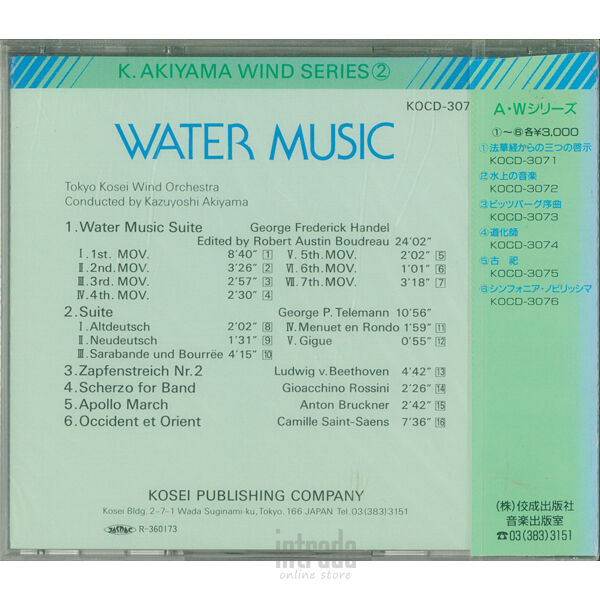 K. AKIYAMA WIND SERIES②
KOCD-307
WATER MUSIC
Tokyo Kosei Wind Orchestra
Conducted by Kazuyoshi Akiyama
1. Water Music Suite George Frederick Handel
Edited by Robert Austin Boudreau 24'02"
Ⅰ. 1st. MOV. 8'40" 1 Ⅴ. 5th. MOV. 2'02" 5
Ⅱ. 2nd. MOV. 3'26" 2 Ⅵ. 6th. MOV. 1'01" 6
Ⅲ. 3rd. MOV. 2'57" 3 Ⅶ. 7th. MOV. 3'18" 7
Ⅳ. 4th. MOV. 2'30" 4
2. Suite George P. Telemann 10'56"
Ⅰ. Altdeutsch 2'02" 8 Ⅳ. Menuet en Rondo 1'59" 11
Ⅱ. Neudeutsch 1'31" 9 Ⅴ. Gigue 0'55" 12
Ⅲ. Sarabande und Bourrëe 4'15" 10
3. Zapfenstreich Nr. 2 Ludwig v. Beethoven 4'42" 13
4. Scherzo for Band Gioacchino Rossini 2'26" 14
5. Apollo March Anton Bruckner 2'42" 15
6. Occident et Orient Camille Saint-Saens 7'36" 16
KOSEI PUBLISHING COMPANY
Kosei Bldg. 2-7-1 Wada Suginami-ku, Tokyo. 166 JAPAN Tel. 03(383)3151
JASRAC R-360173
A・Wシリーズ
①〜⑥各¥3,000
①法華経からの三つの啓示
KOCD-3071
②水上の音楽
KOCD-3072
③ピッツバーグ序曲
KOCD-3073
④道化師
KOCD-3074
⑤古 祀
KOCD-3075
⑥シンフォニア・ノビリッシマ
KOCD-3076
(株)佼成出版社
音楽出版室
☎03(383)3151
intrada
online store